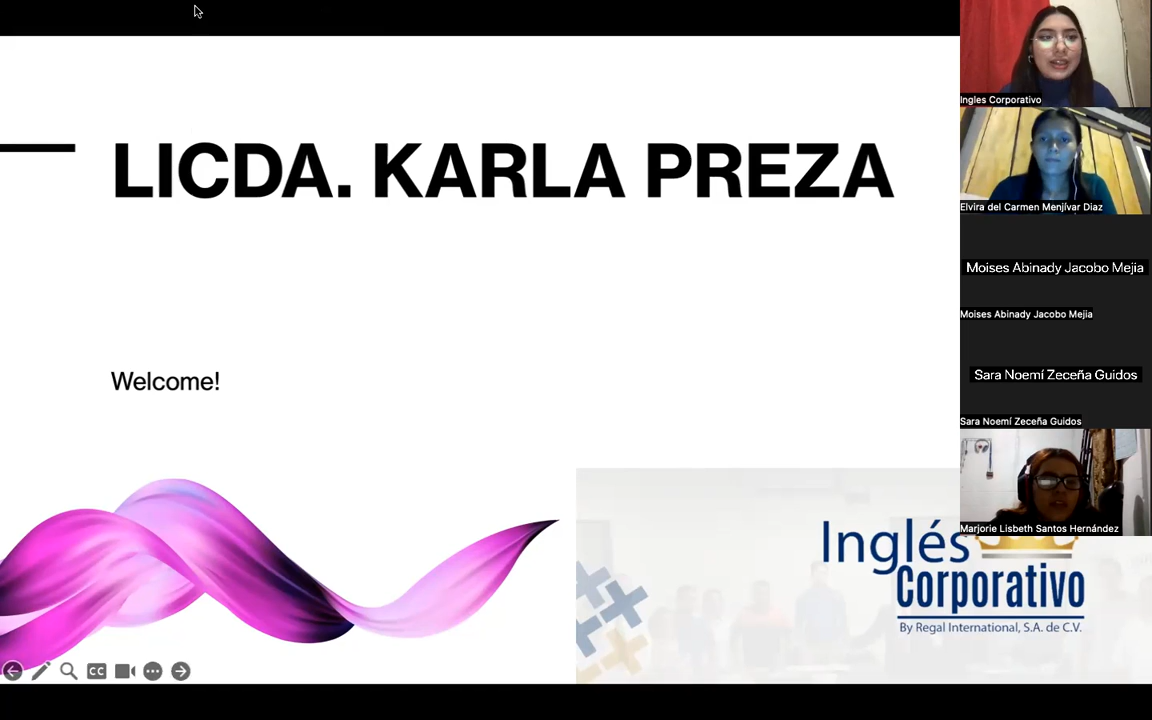 LICDA. KARLA PREZA
Welcome!
Inglés
Corporativo
By Regal International, S.A. de C.V.
CC
Ingles Corporativo
Elvira del Carmen Menjívar Diaz
Moises Abinady Jacobo Mejia
Moises Abinady Jacobo Mejia
Sara Noemí Zeceña Guidos
Sara Noemí Zeceña Guidos
Marjorie Lisbeth Santos Hernández